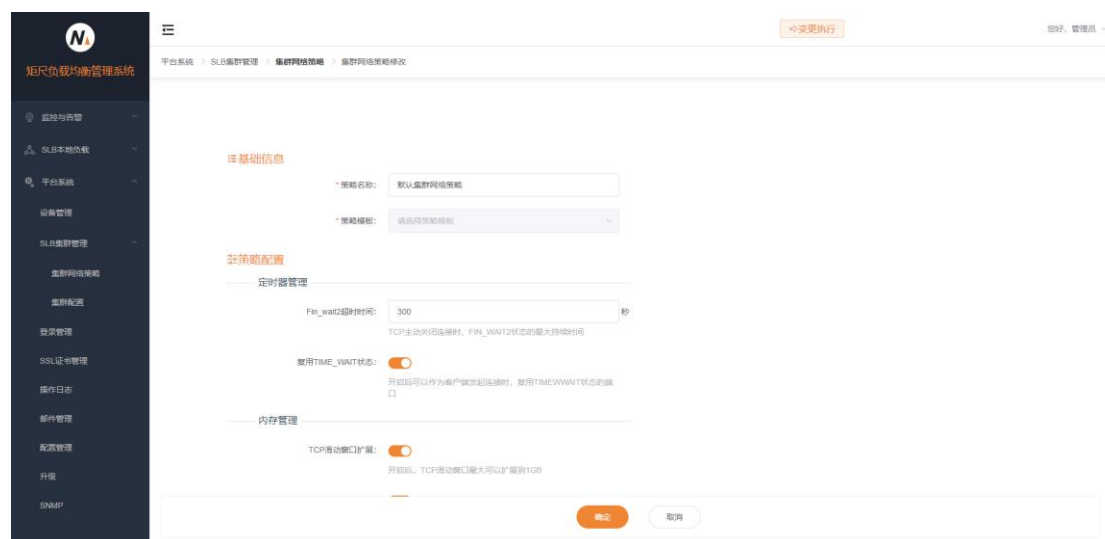 变更执行
您好，管理员
矩尺负载均衡管理系统
平台系统 > SLB集群管理 > 集群网络策略 > 集群网络策略修改
监控与告警
SLB本地负载
平台系统
设备管理
SLB集群管理
集群网络策略
集群配置
登录管理
SSL证书管理
操作日志
邮件管理
配置管理
升级
SNMP
基础信息
*策略名称： 默认集群网络策略
*策略模板： 请选择策略模板
策略配置
定时器管理
Fin_wait2超时时间： 300 秒
TCP主动关闭连接时，FIN_WAIT2状态的最大持续时间
复用TIME_WAIT状态：
开启后可以作为客户端发起连接时，复用TIMEWWAIT状态的端
口
内存管理
TCP滑动窗口扩展：
开启后，TCP滑动窗口最大可以扩展到1GB
确定 取消